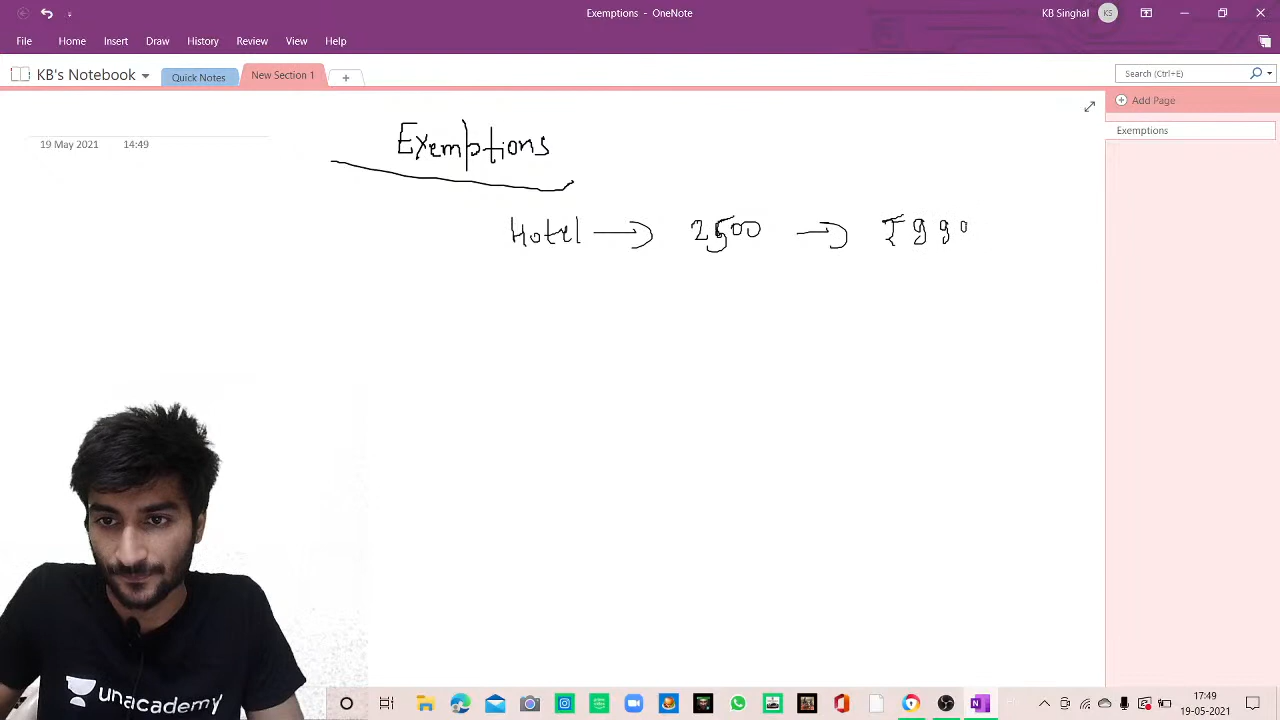 Exemptions - OneNote
KB Singhal KS
File Home Insert Draw History Review View Help
KB's Notebook Quick Notes New Section 1 +
Search (Ctrl+E)
Add Page
Exemptions
19 May 2021 14:49
Exemptions
Hotel → 2500 → ₹990
unacademy
17:49
19-05-2021